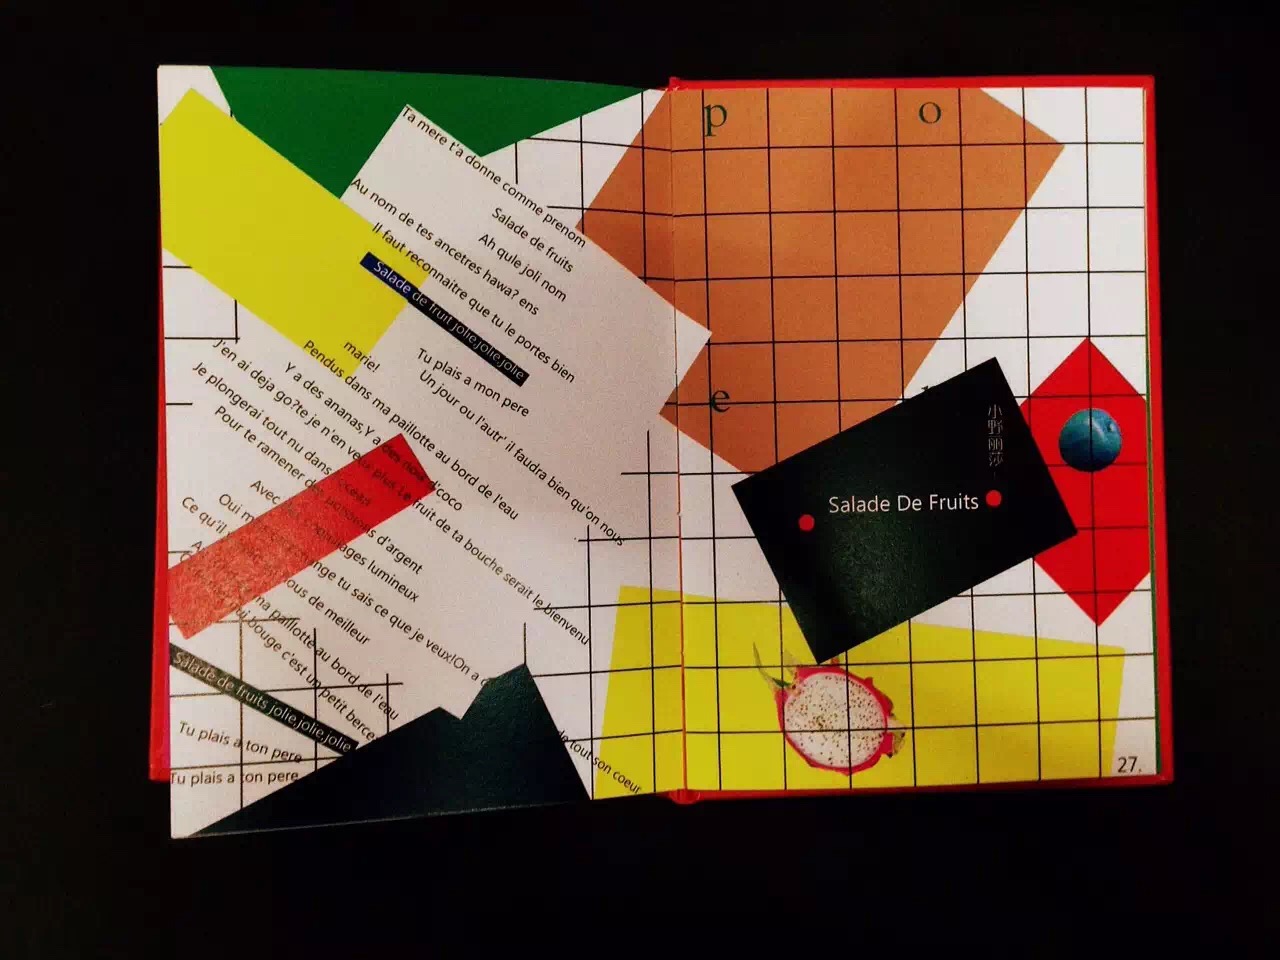 Ta mere t'a donne comme prenom
Salade de fruits
Ah qule joli nom
Au nom de tes ancetres hawa? ens
Il faut reconnaitre que tu le portes bien
Salade de fruit jolie,jolie,jolie
Tu plais a mon pere
Un jour ou l'autr' il faudra bien qu'on nous
marie!
Pendus dans ma paillotte au bord de l'eau
Y a des ananas,Y a des noix d'coco
J'en ai deja go?te je n'en veux plus Le fruit de ta bouche serait le bienvenu
Je plongerai tout nu dans
Pour te ramener des d'argent
Avec coquillages lumineux
Oui m change tu sais ce que je veux!On a
Ce qu'il
ous de meilleur
ma paillotte au bord de l'eau
qui bouge c'est un petit berce
de tout son coeur
Salade de fruits jolie,jolie,jolie
Tu plais a ton pere
Tu plais a ton pere
p o
e
小野丽莎
Salade De Fruits
27.